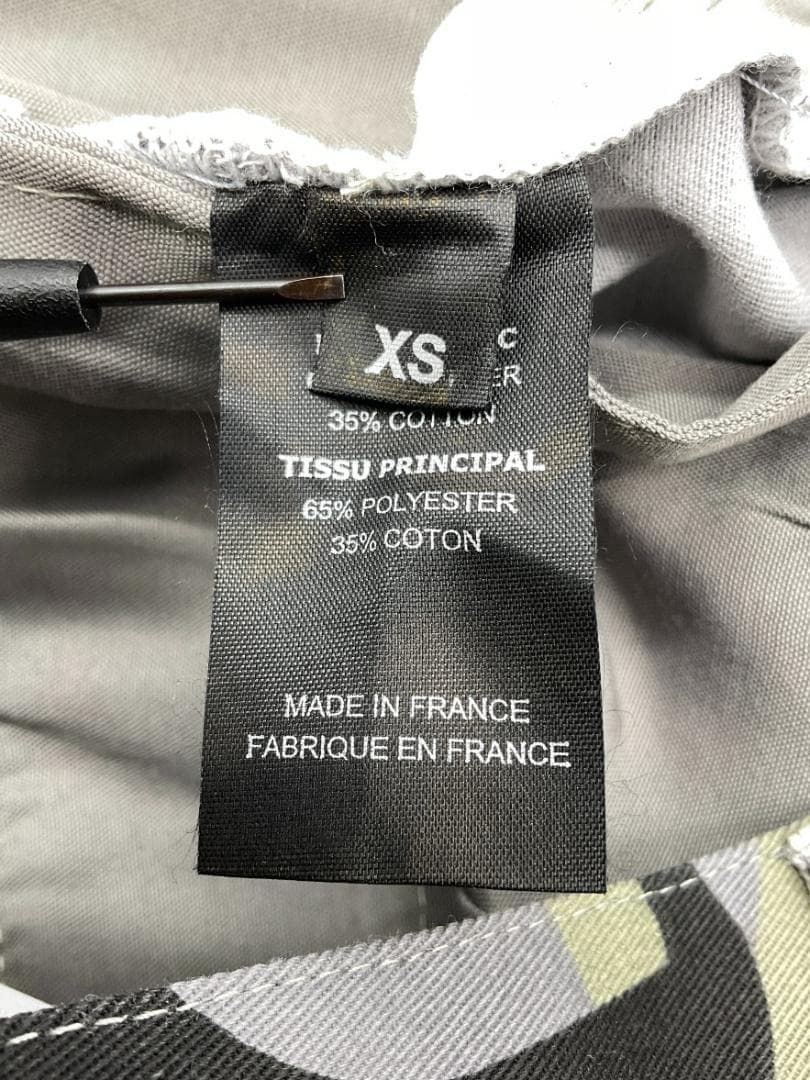 XS
35% COTTON
TISSU PRINCIPAL
65% POLYESTER
35% COTON
MADE IN FRANCE
FABRIQUE EN FRANCE